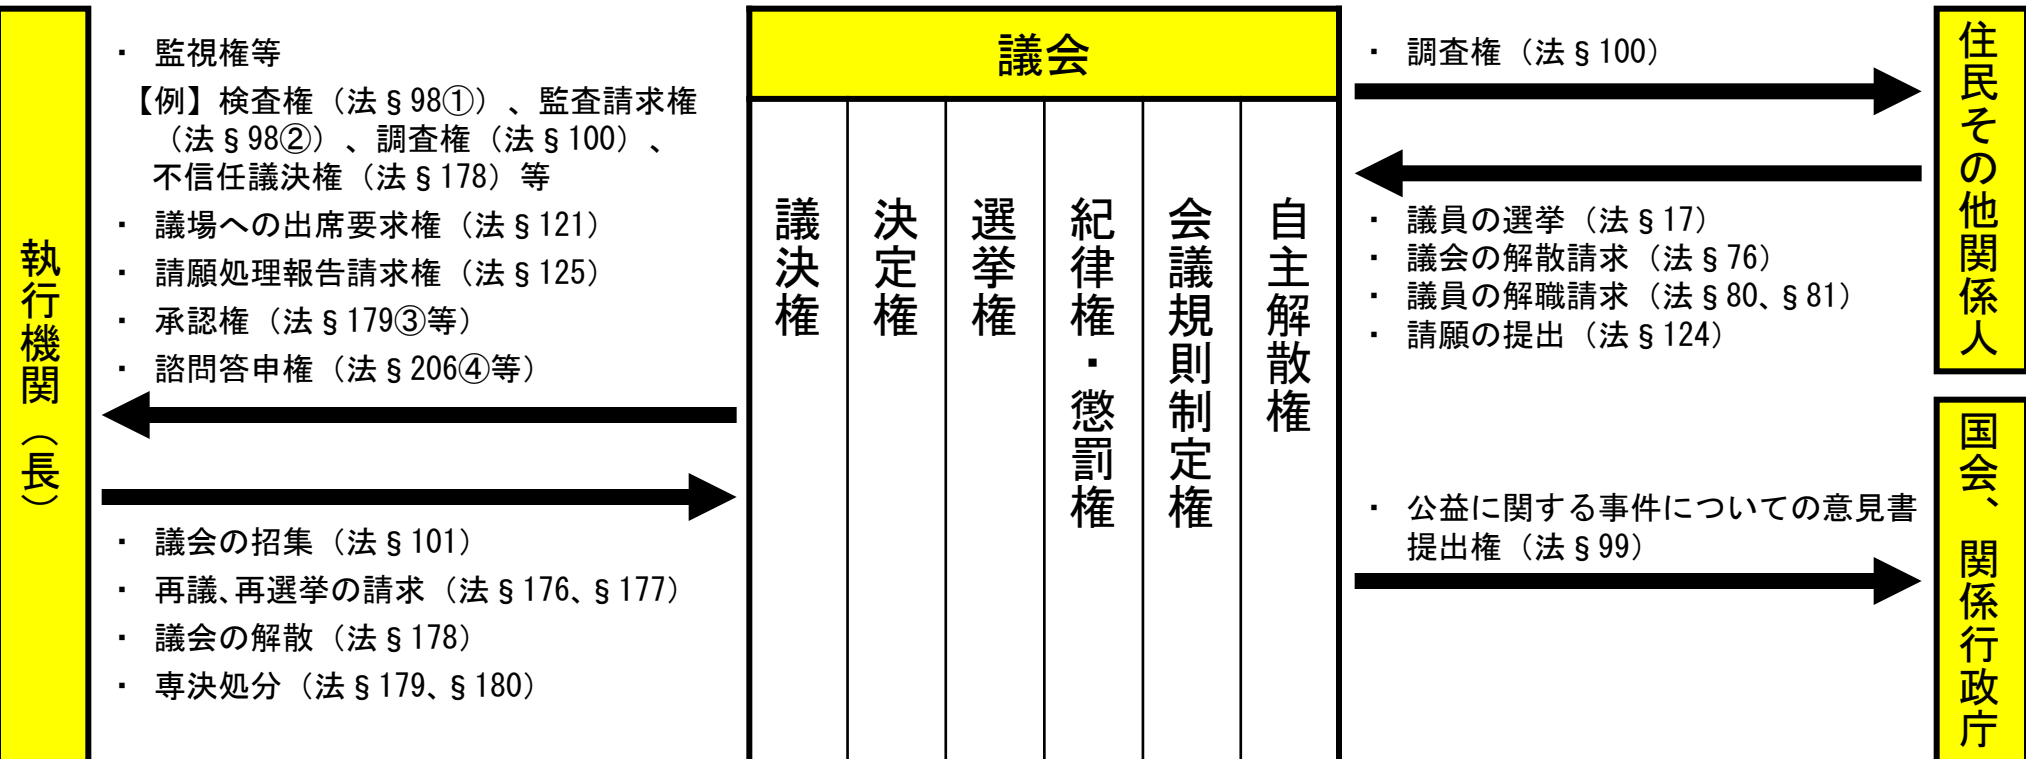 執行機関（長）
・ 監視権等
【例】検査権（法§98①）、監査請求権
（法§98②）、調査権（法§100）、
不信任議決権（法§178）等
・ 議場への出席要求権（法§121）
・ 請願処理報告請求権（法§125）
・ 承認権（法§179③等）
・ 諮問答申権（法§206④等）
・ 議会の招集（法§101）
・ 再議、再選挙の請求（法§176、§177）
・ 議会の解散（法§178）
・ 専決処分（法§179、§180）
議会
議決権
決定権
選挙権
紀律権・懲罰権
会議規則制定権
自主解散権
・ 調査権（法§100）
・ 議員の選挙（法§17）
・ 議会の解散請求（法§76）
・ 議員の解職請求（法§80、§81）
・ 請願の提出（法§124）
・ 公益に関する事件についての意見書
提出権（法§99）
住民その他関係人
国会、関係行政庁